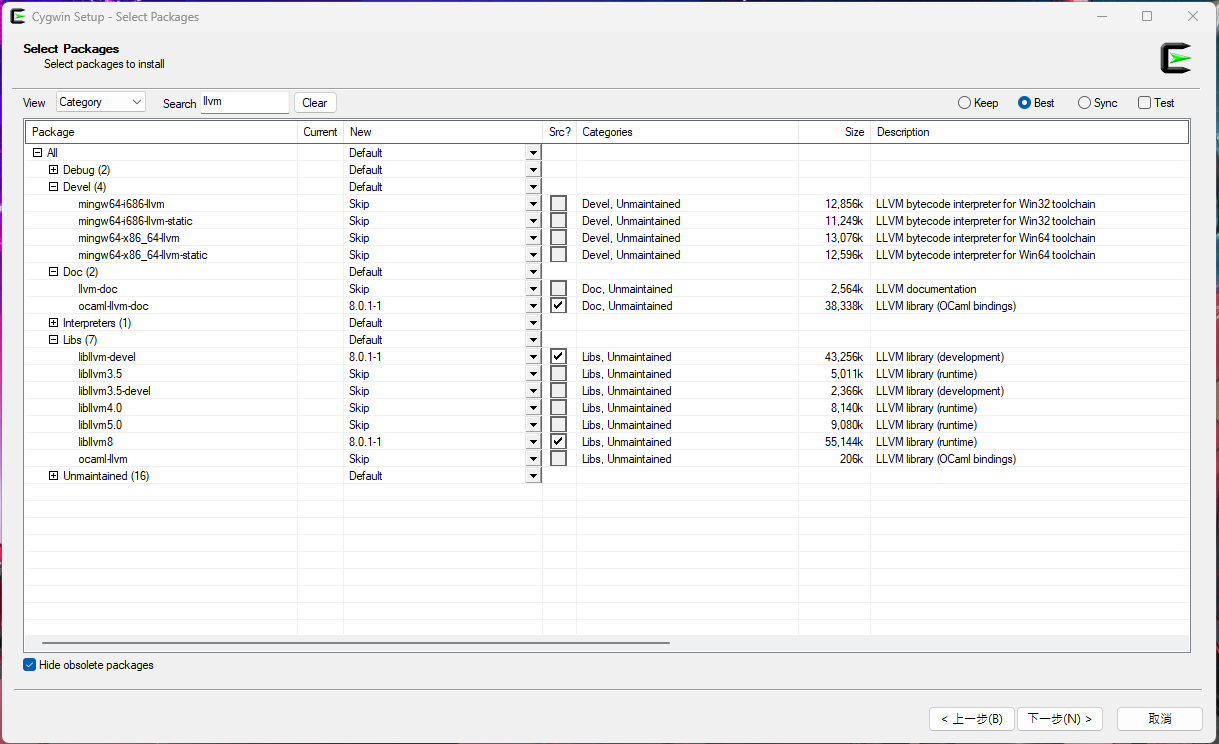 Cygwin Setup - Select Packages
Select Packages
Select packages to install
View Category Search llvm Clear Keep Best Sync Test
Package Current New Src? Categories Size Description
All Default
Debug (2) Default
Devel (4) Default
mingw64-i686-llvm Skip Devel, Unmaintained 12,856k LLVM bytecode interpreter for Win32 toolchain
mingw64-i686-llvm-static Skip Devel, Unmaintained 11,249k LLVM bytecode interpreter for Win32 toolchain
mingw64-x86_64-llvm Skip Devel, Unmaintained 13,076k LLVM bytecode interpreter for Win64 toolchain
mingw64-x86_64-llvm-static Skip Devel, Unmaintained 12,596k LLVM bytecode interpreter for Win64 toolchain
Doc (2) Default
llvm-doc Skip Doc, Unmaintained 2,564k LLVM documentation
ocaml-llvm-doc 8.0.1-1 Doc, Unmaintained 38,338k LLVM library (OCaml bindings)
Interpreters (1) Default
Libs (7) Default
libllvm-devel 8.0.1-1 Libs, Unmaintained 43,256k LLVM library (development)
libllvm3.5 Skip Libs, Unmaintained 5,011k LLVM library (runtime)
libllvm3.5-devel Skip Libs, Unmaintained 2,366k LLVM library (development)
libllvm4.0 Skip Libs, Unmaintained 8,140k LLVM library (runtime)
libllvm5.0 Skip Libs, Unmaintained 9,080k LLVM library (runtime)
libllvm8 8.0.1-1 Libs, Unmaintained 55,144k LLVM library (runtime)
ocaml-llvm Skip Libs, Unmaintained 206k LLVM library (OCaml bindings)
Unmaintained (16) Default
Hide obsolete packages
< 上一步(B) 下一步(N) > 取消